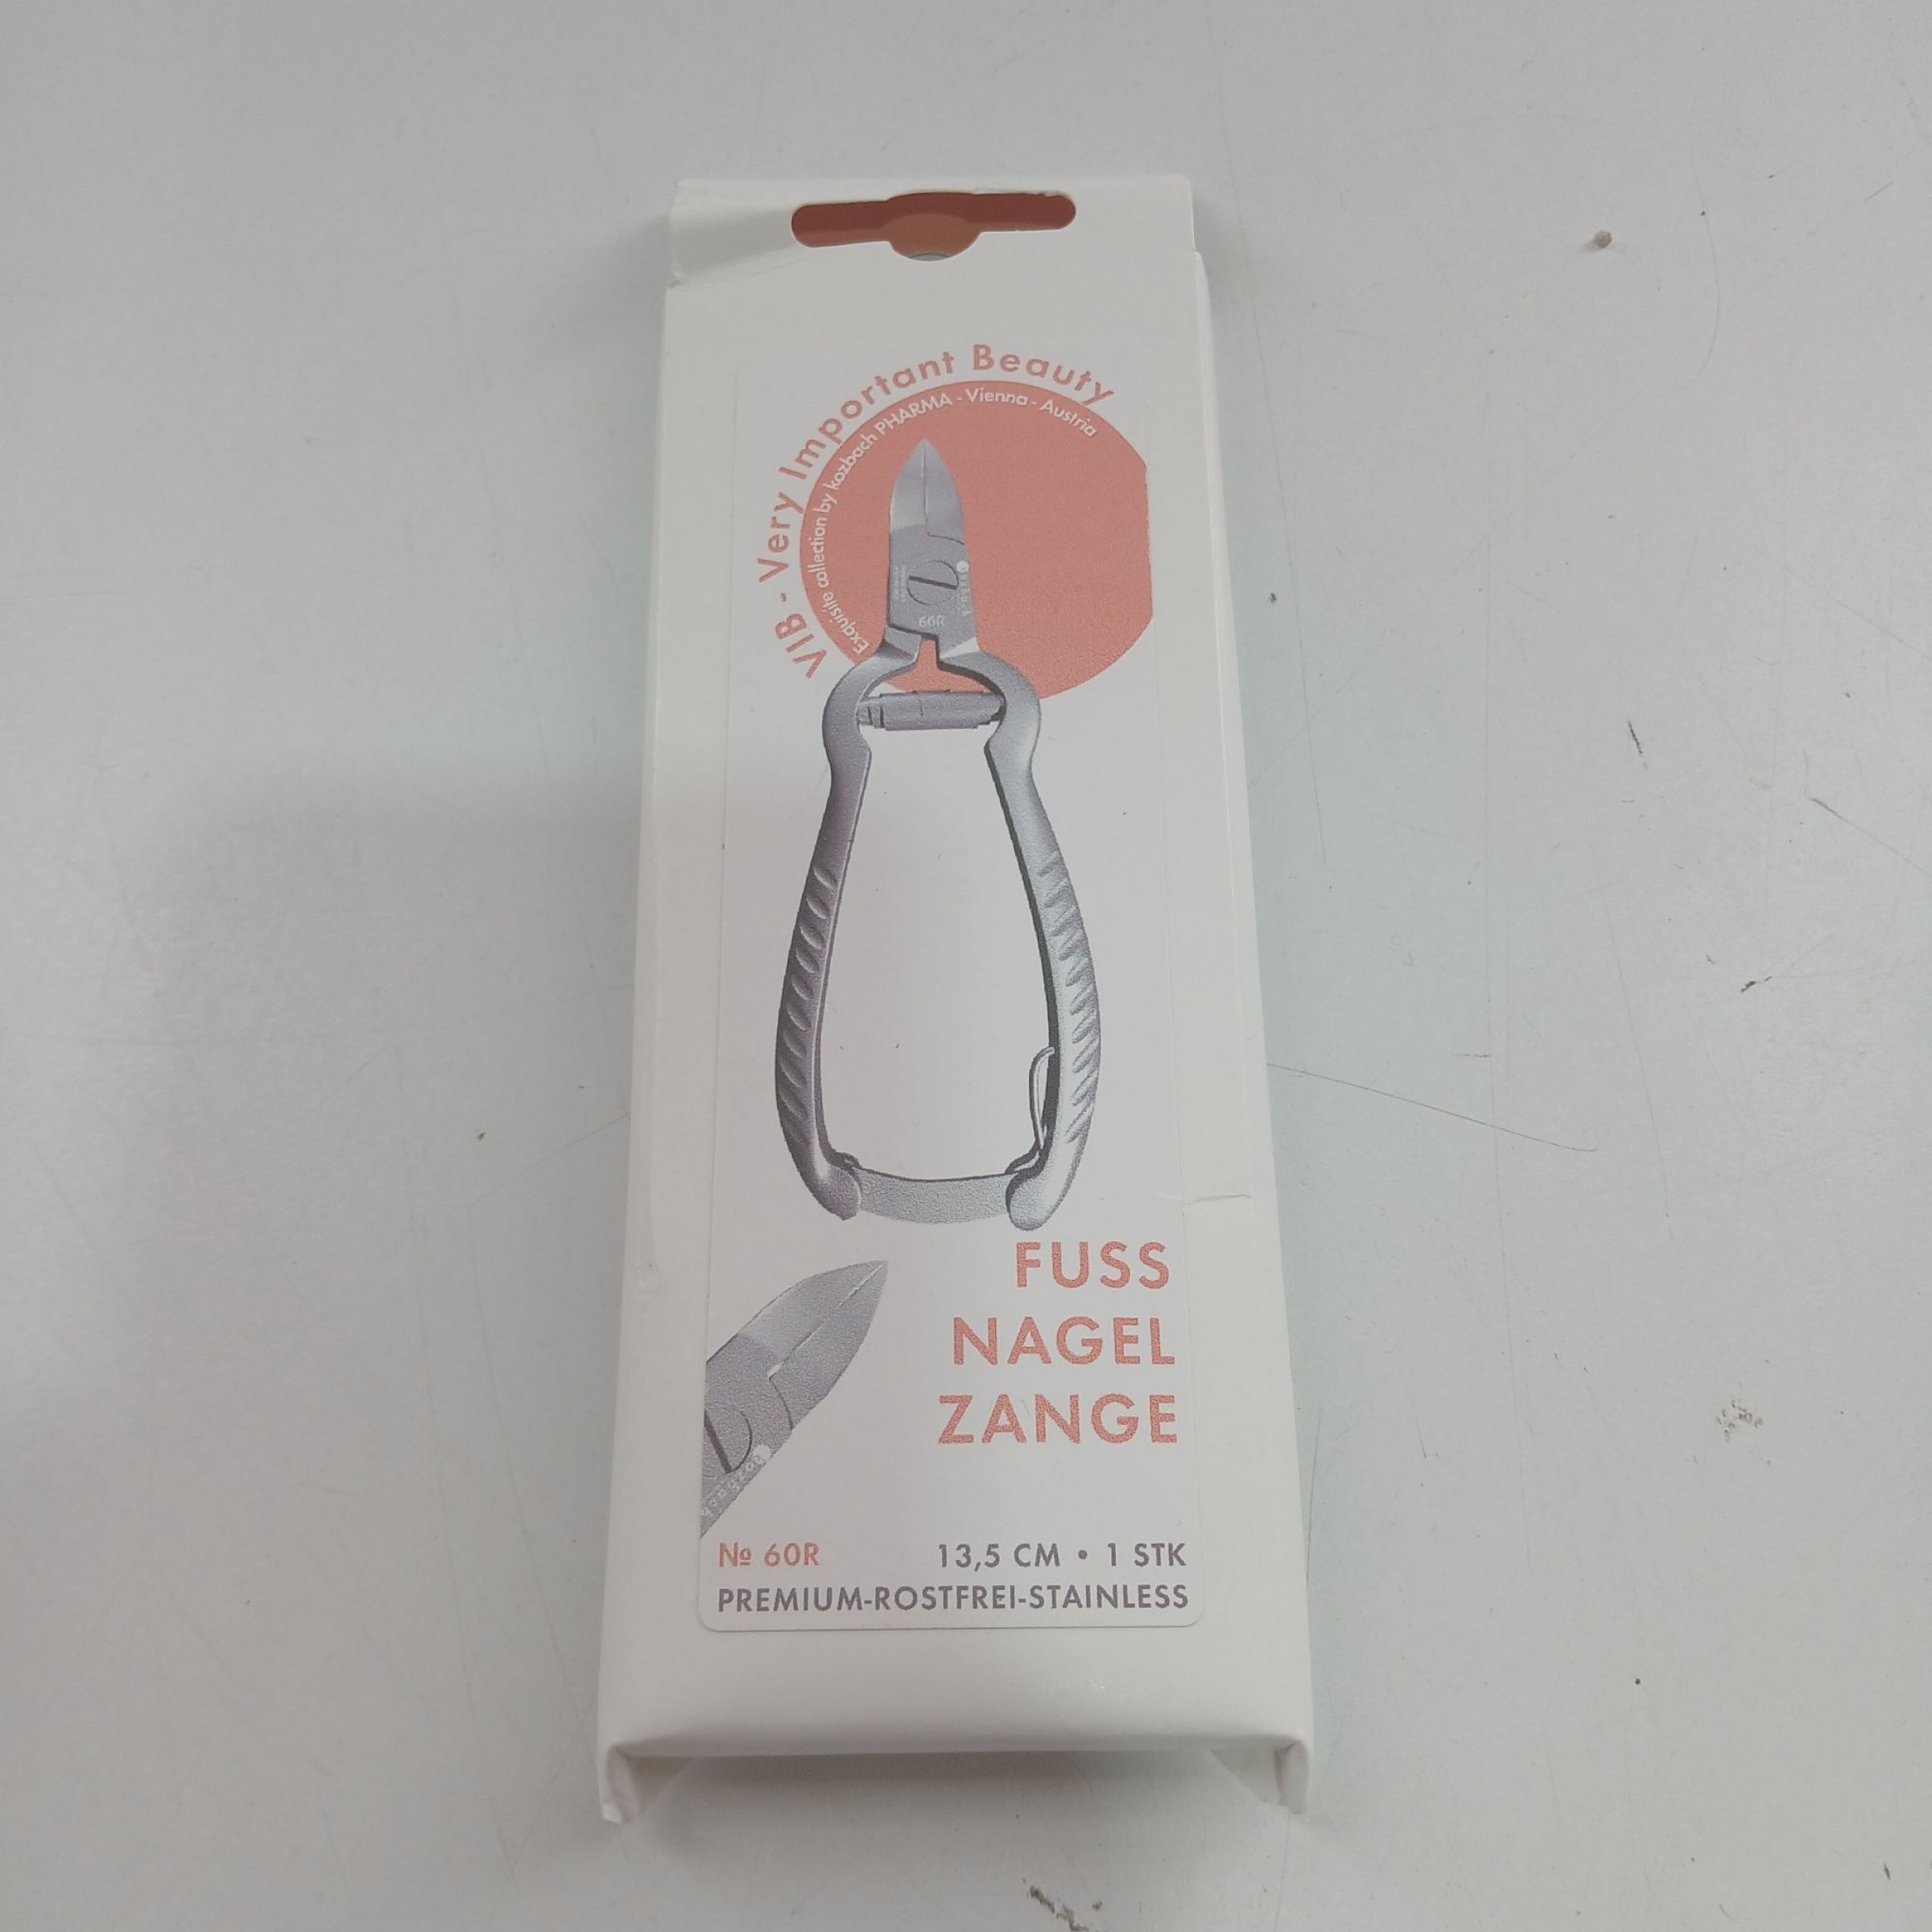 VIB - Very Important Beauty
Exquisite collection by kozbach PHARMA - Vienna - Austria
60R
FUSS
NAGEL
ZANGE
№ 60R 13,5 CM • 1 STK
PREMIUM-ROSTFREI-STAINLESS